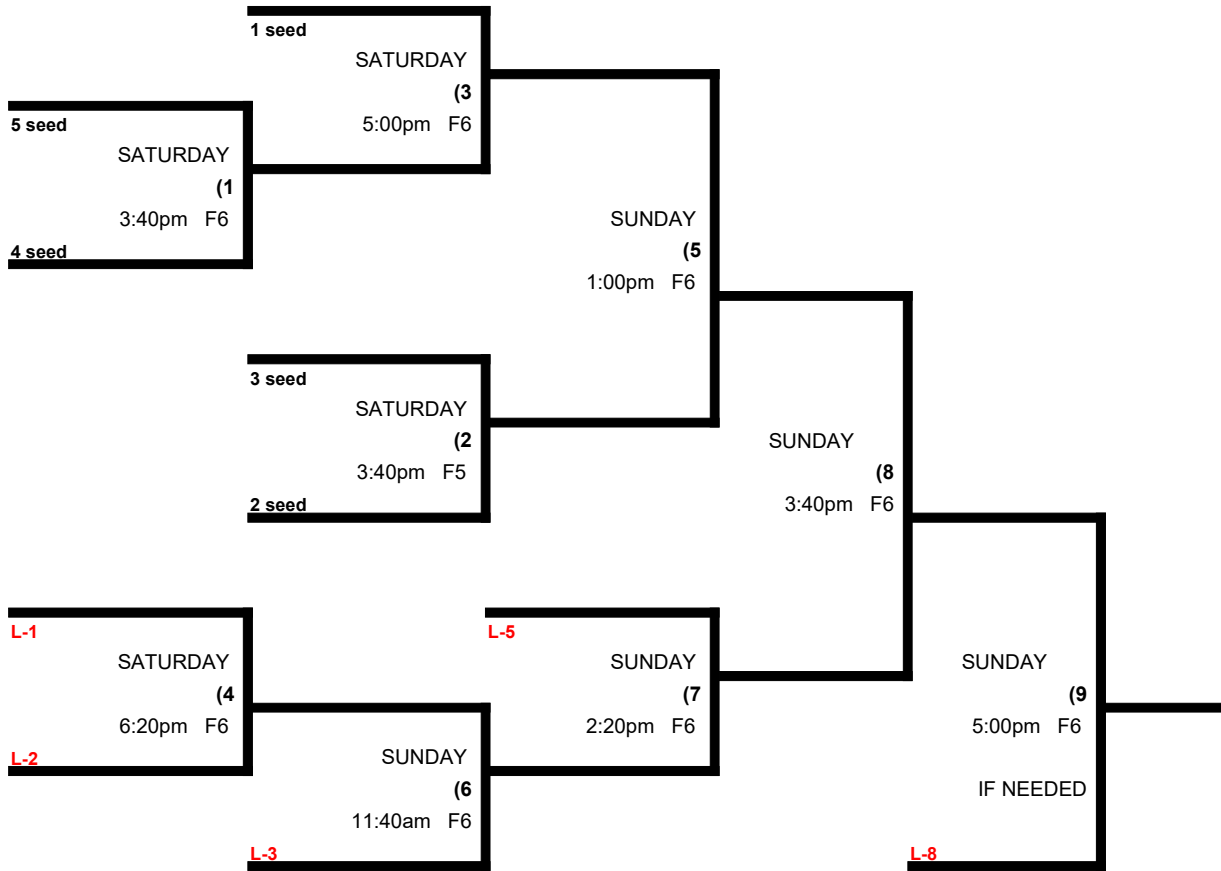 1 seed
SATURDAY
(3
5:00pm F6
5 seed
SATURDAY
(1
3:40pm F6
4 seed
SUNDAY
(5
1:00pm F6
3 seed
SATURDAY
(2
3:40pm F5
2 seed
SUNDAY
(8
3:40pm F6
L-1
SATURDAY
(4
6:20pm F6
L-2
L-5
SUNDAY
(7
2:20pm F6
SUNDAY
(6
11:40am F6
L-3
SUNDAY
(9
5:00pm F6
IF NEEDED
L-8